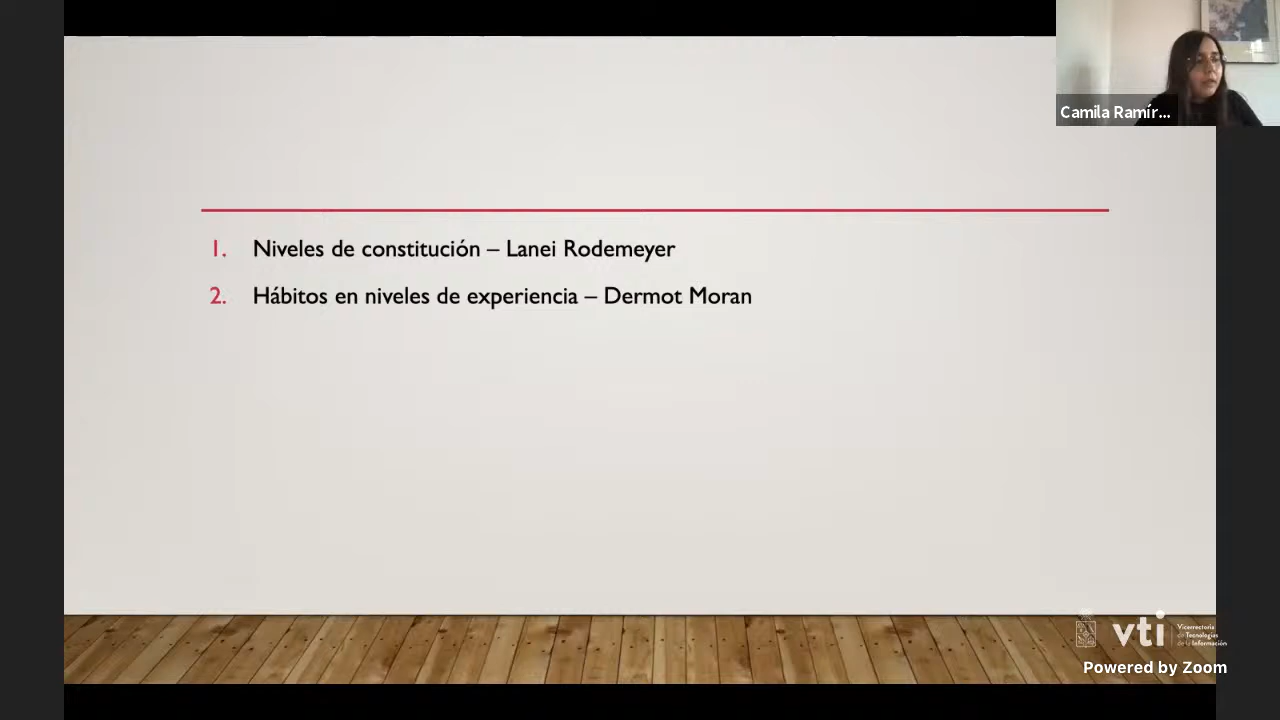 Camila Ramír...
1. Niveles de constitución – Lanei Rodemeyer
2. Hábitos en niveles de experiencia – Dermot Moran
vti
Vicerrectoría
de Tecnologías
de la Información
Powered by Zoom